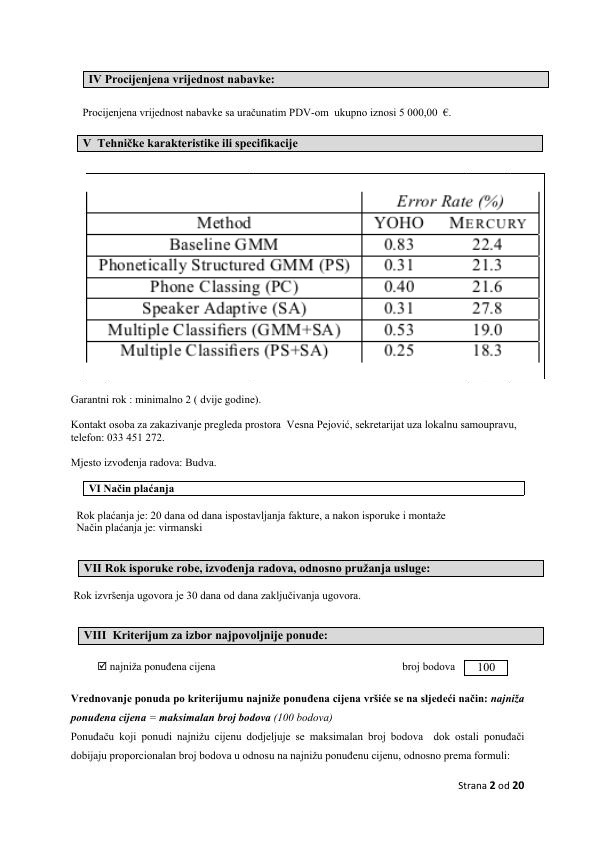 IV Procijenjena vrijednost nabavke:
Procijenjena vrijednost nabavke sa uračunatim PDV-om ukupno iznosi 5 000,00 €.
V Tehničke karakteristike ili specifikacije
Error Rate (%)
Method YOHO MERCURY
Baseline GMM 0.83 22.4
Phonetically Structured GMM (PS) 0.31 21.3
Phone Classing (PC) 0.40 21.6
Speaker Adaptive (SA) 0.31 27.8
Multiple Classifiers (GMM+SA) 0.53 19.0
Multiple Classifiers (PS+SA) 0.25 18.3
Garantni rok : minimalno 2 ( dvije godine).
Kontakt osoba za zakazivanje pregleda prostora Vesna Pejović, sekretarijat uza lokalnu samoupravu,
telefon: 033 451 272.
Mjesto izvođenja radova: Budva.
VI Način plaćanja
Rok plaćanja je: 20 dana od dana ispostavljanja fakture, a nakon isporuke i montaže
Način plaćanja je: virmanski
VII Rok isporuke robe, izvođenja radova, odnosno pružanja usluge:
Rok izvršenja ugovora je 30 dana od dana zaključivanja ugovora.
VIII Kriterijum za izbor najpovoljnije ponude:
☑ najniža ponuđena cijena broj bodova 100
Vrednovanje ponuda po kriterijumu najniže ponuđena cijena vršiće se na sljedeći način: najniža
ponuđena cijena = maksimalan broj bodova (100 bodova)
Ponuđaču koji ponudi najnižu cijenu dodjeljuje se maksimalan broj bodova dok ostali ponuđači
dobijaju proporcionalan broj bodova u odnosu na najnižu ponuđenu cijenu, odnosno prema formuli:
Strana 2 od 20